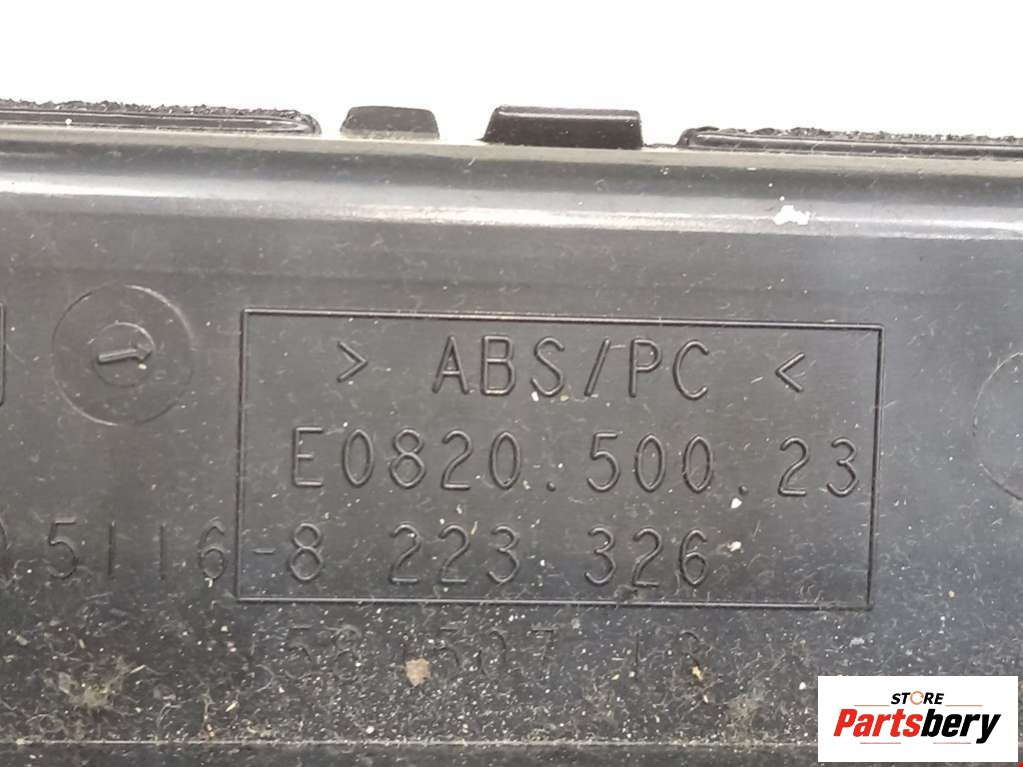 > ABS/PC <
E0820.500.23
5116-8 223 326
STORE
Partsbery